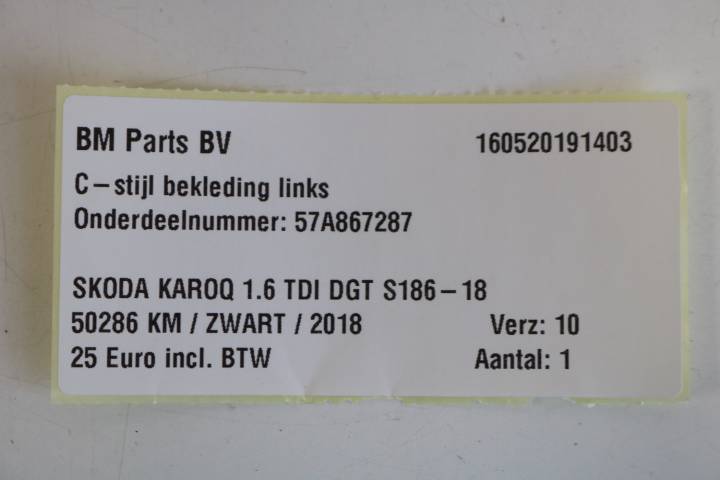 BM Parts BV 160520191403
C-stijl bekleding links
Onderdeelnummer: 57A867287
SKODA KAROQ 1.6 TDI DGT S186-18
50286 KM / ZWART / 2018 Verz: 10
25 Euro incl. BTW Aantal: 1